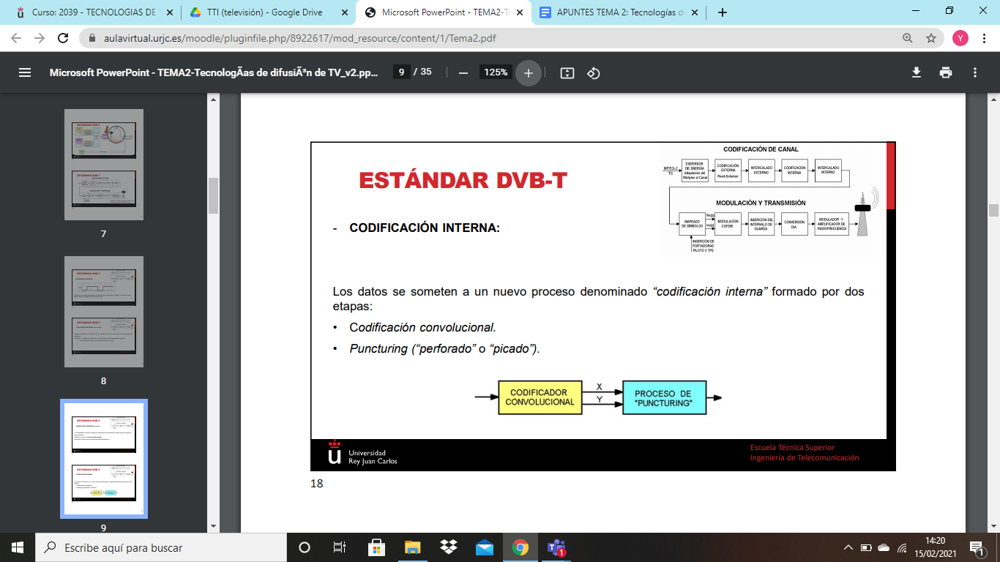 Curso: 2039 - TECNOLOGIAS DE
TTI (televisión) - Google Drive
Microsoft PowerPoint - TEMA2-T
APUNTES TEMA 2: Tecnologías d
aulavirtual.urjc.es/moodle/pluginfile.php/8922617/mod_resource/content/1/Tema2.pdf
Y
Microsoft PowerPoint - TEMA2-TecnologÃas de difusiÃ³n de TV_v2.pp...
9 / 35
125%
7
8
9
CODIFICACIÓN DE CANAL
MPEG-2
TS
DISPERSOR
DE ENERGÍA
Adaptación del
Múltiplex al Canal
CODIFICACIÓN
EXTERNA
Reed-Solomon
INTERCALADO
EXTERNO
CODIFICACIÓN
INTERNA
INTERCALADO
INTERNO
MODULACIÓN Y TRANSMISIÓN
MAPEADO
DE SÍMBOLOS
MODULACIÓN
COFDM
INSERCIÓN DEL
INTERVALO DE
GUARDA
CONVERSIÓN
D/A
MODULADOR Y
AMPLIFICADOR DE
RADIOFRECUENCIA
INSERCIÓN DE
PORTADORAS
PILOTO Y TPS
ESTÁNDAR DVB-T
- CODIFICACIÓN INTERNA:
Los datos se someten a un nuevo proceso denominado “codificación interna” formado por dos
etapas:
• Codificación convolucional.
• Puncturing (“perforado” o “picado”).
CODIFICADOR
CONVOLUCIONAL
X
Y
PROCESO DE
"PUNCTURING"
u
Universidad
Rey Juan Carlos
Escuela Técnica Superior
Ingeniería de Telecomunicación
18
Escribe aquí para buscar
14:20
15/02/2021